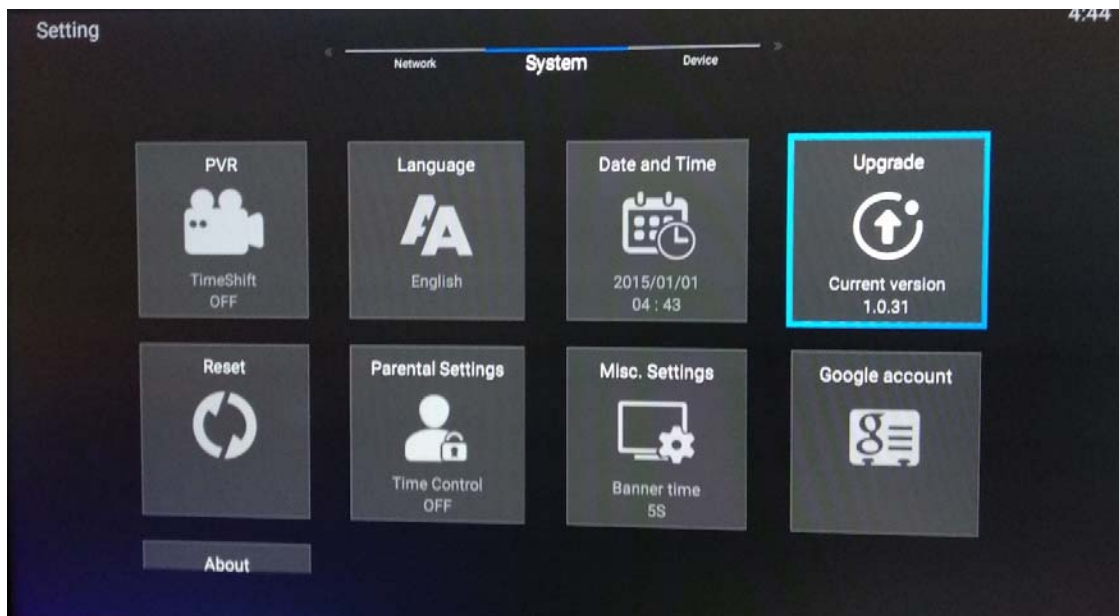 Setting
4:44
Network
System
Device
PVR
TimeShift
OFF
Language
English
Date and Time
2015/01/01
04 : 43
Upgrade
Current version
1.0.31
Reset
Parental Settings
Time Control
OFF
Misc. Settings
Banner time
5S
Google account
About